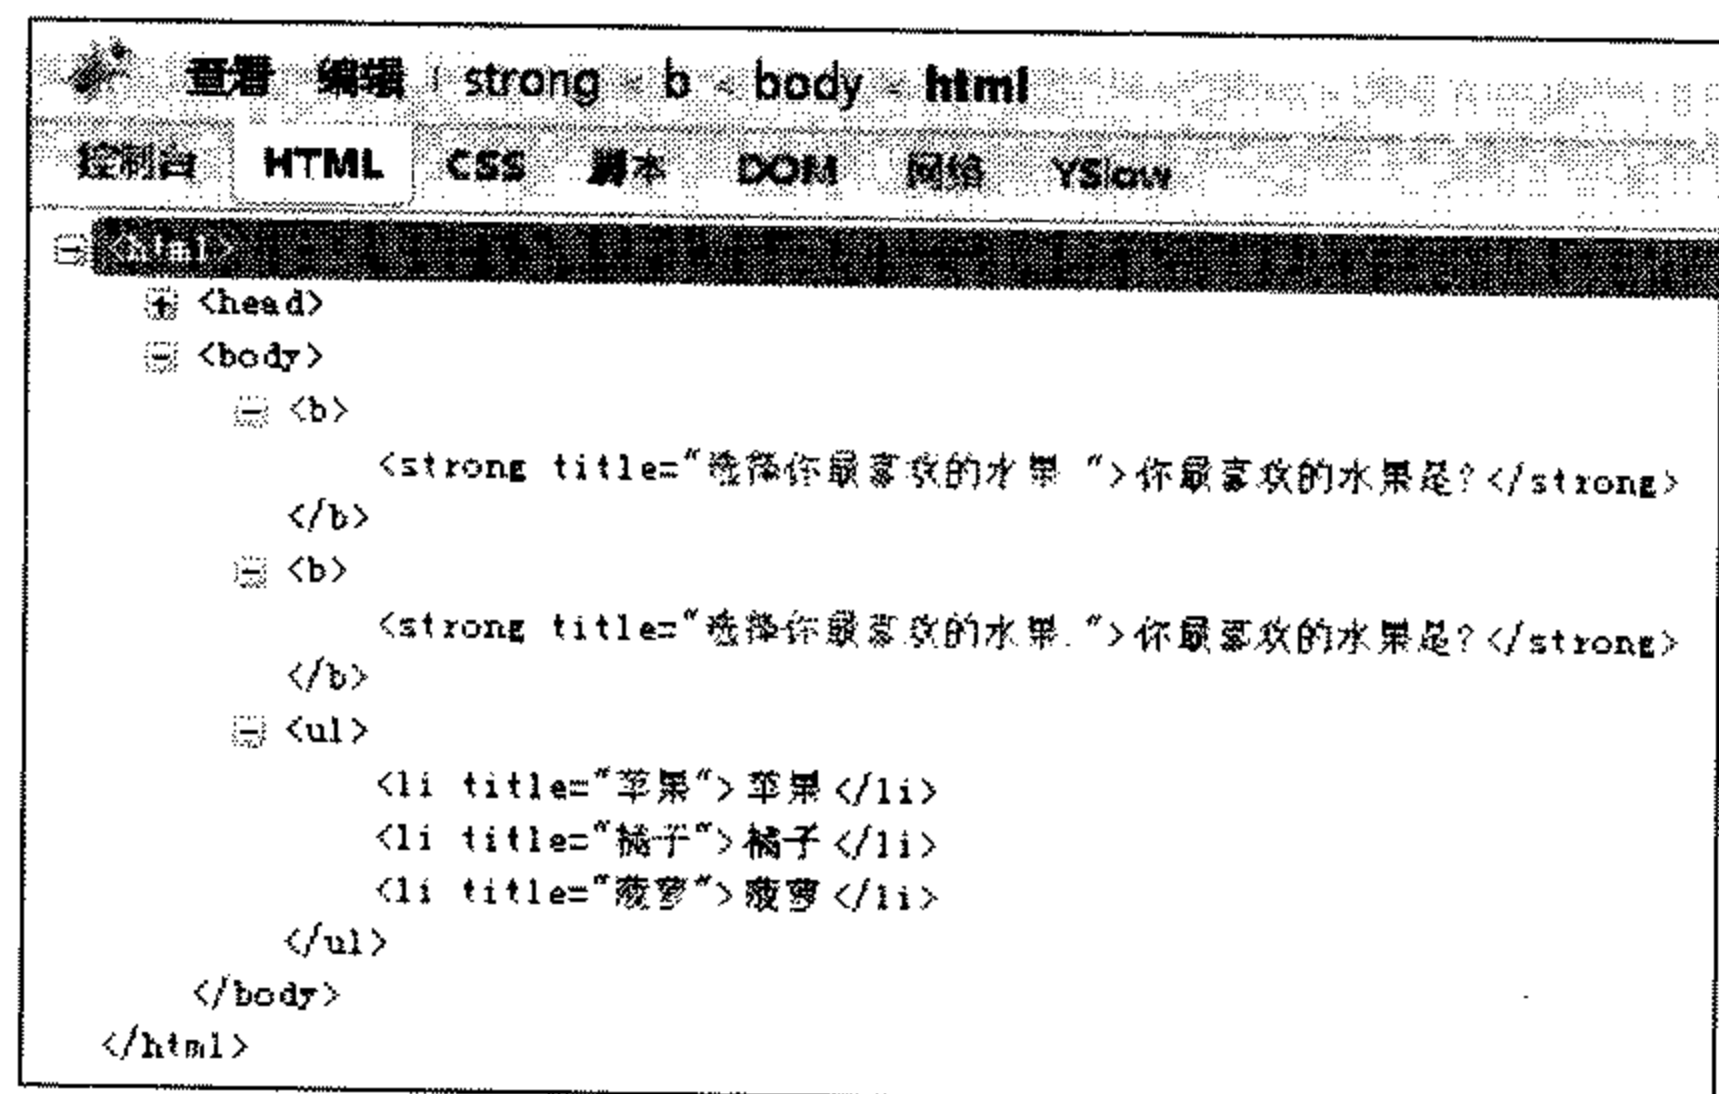 查看 编辑 | strong < b < body < html
控制台 HTML CSS 脚本 DOM 网络 YSlow
<html>
<head>
<body>
<b>
<strong title="选择你最喜欢的水果 ">你最喜欢的水果是?</strong>
</b>
<b>
<strong title="选择你最喜欢的水果.">你最喜欢的水果是?</strong>
</b>
<ul>
<li title="苹果">苹果</li>
<li title="橘子">橘子</li>
<li title="菠萝">菠萝</li>
</ul>
</body>
</html>